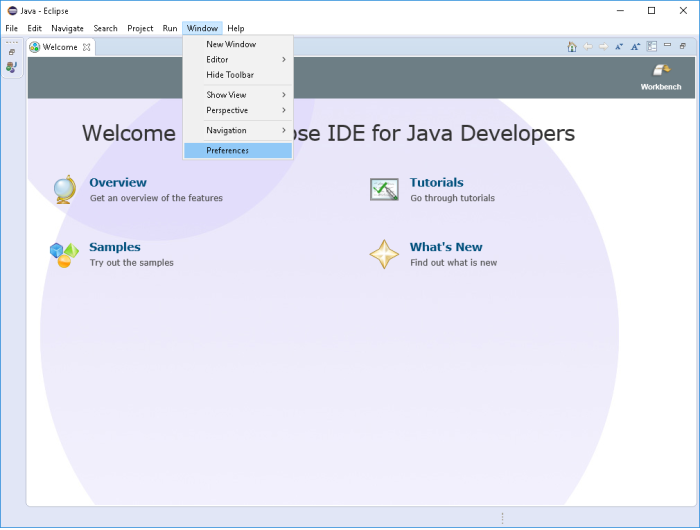 Java - Eclipse
File Edit Navigate Search Project Run Window Help
Welcome
New Window
Editor
Hide Toolbar
Show View
Perspective
Navigation
Preferences
Workbench
Welcome ose IDE for Java Developers
Overview
Get an overview of the features
Tutorials
Go through tutorials
Samples
Try out the samples
What's New
Find out what is new